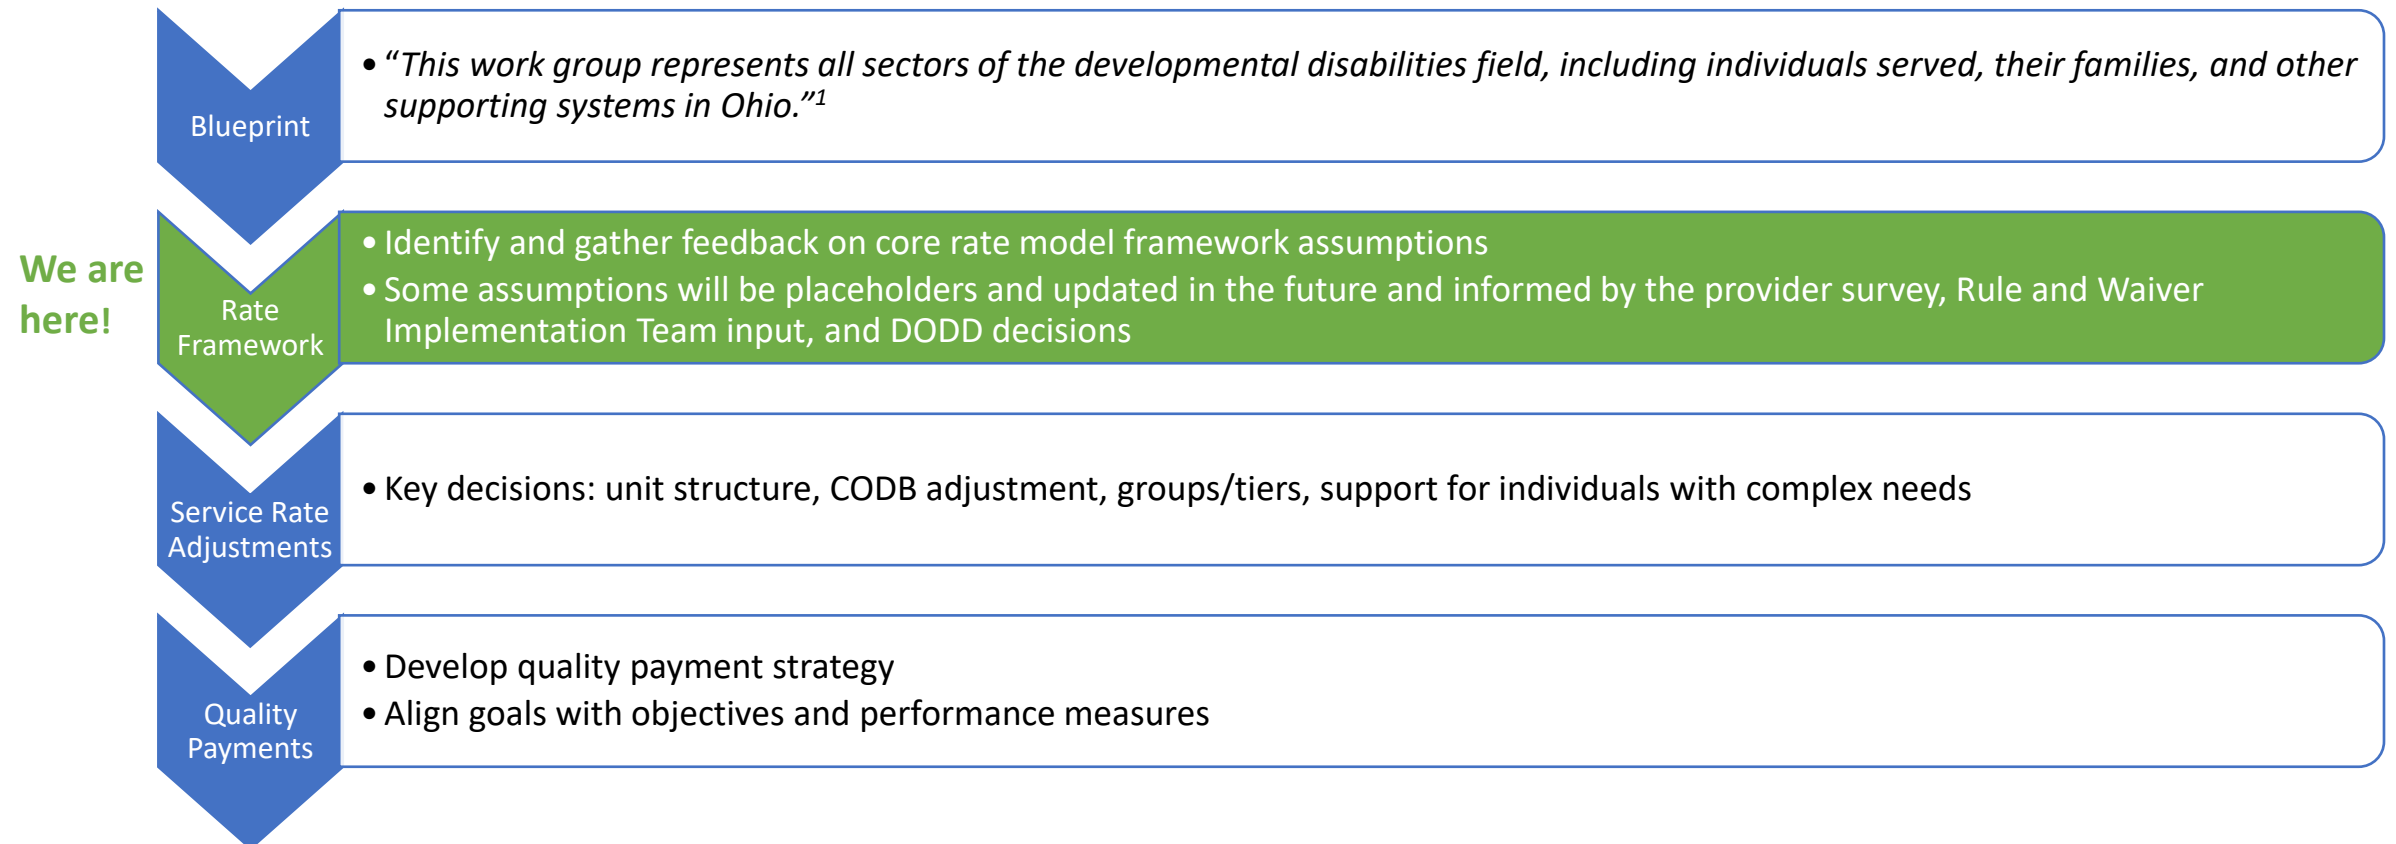 Blueprint
• “This work group represents all sectors of the developmental disabilities field, including individuals served, their families, and other
supporting systems in Ohio.”1
We are
here!
Rate
Framework
• Identify and gather feedback on core rate model framework assumptions
• Some assumptions will be placeholders and updated in the future and informed by the provider survey, Rule and Waiver
Implementation Team input, and DODD decisions
Service Rate
Adjustments
• Key decisions: unit structure, CODB adjustment, groups/tiers, support for individuals with complex needs
Quality
Payments
• Develop quality payment strategy
• Align goals with objectives and performance measures